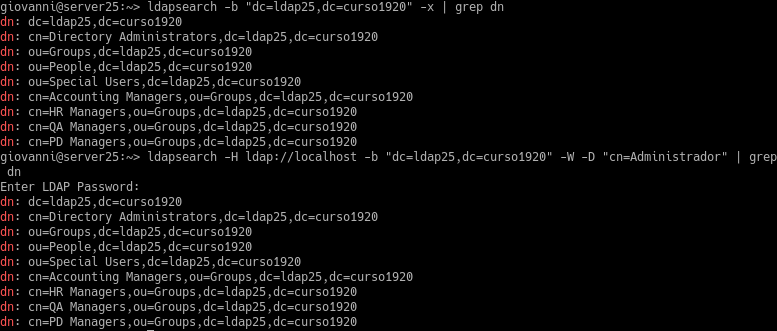 giovanni@server25:~> ldapsearch -b "dc=ldap25,dc=curso1920" -x | grep dn
dn: dc=ldap25,dc=curso1920
dn: cn=Directory Administrators,dc=ldap25,dc=curso1920
dn: ou=Groups,dc=ldap25,dc=curso1920
dn: ou=People,dc=ldap25,dc=curso1920
dn: ou=Special Users,dc=ldap25,dc=curso1920
dn: cn=Accounting Managers,ou=Groups,dc=ldap25,dc=curso1920
dn: cn=HR Managers,ou=Groups,dc=ldap25,dc=curso1920
dn: cn=QA Managers,ou=Groups,dc=ldap25,dc=curso1920
dn: cn=PD Managers,ou=Groups,dc=ldap25,dc=curso1920
giovanni@server25:~> ldapsearch -H ldap://localhost -b "dc=ldap25,dc=curso1920" -W -D "cn=Administrador" | grep
 dn
Enter LDAP Password:
dn: dc=ldap25,dc=curso1920
dn: cn=Directory Administrators,dc=ldap25,dc=curso1920
dn: ou=Groups,dc=ldap25,dc=curso1920
dn: ou=People,dc=ldap25,dc=curso1920
dn: ou=Special Users,dc=ldap25,dc=curso1920
dn: cn=Accounting Managers,ou=Groups,dc=ldap25,dc=curso1920
dn: cn=HR Managers,ou=Groups,dc=ldap25,dc=curso1920
dn: cn=QA Managers,ou=Groups,dc=ldap25,dc=curso1920
dn: cn=PD Managers,ou=Groups,dc=ldap25,dc=curso1920